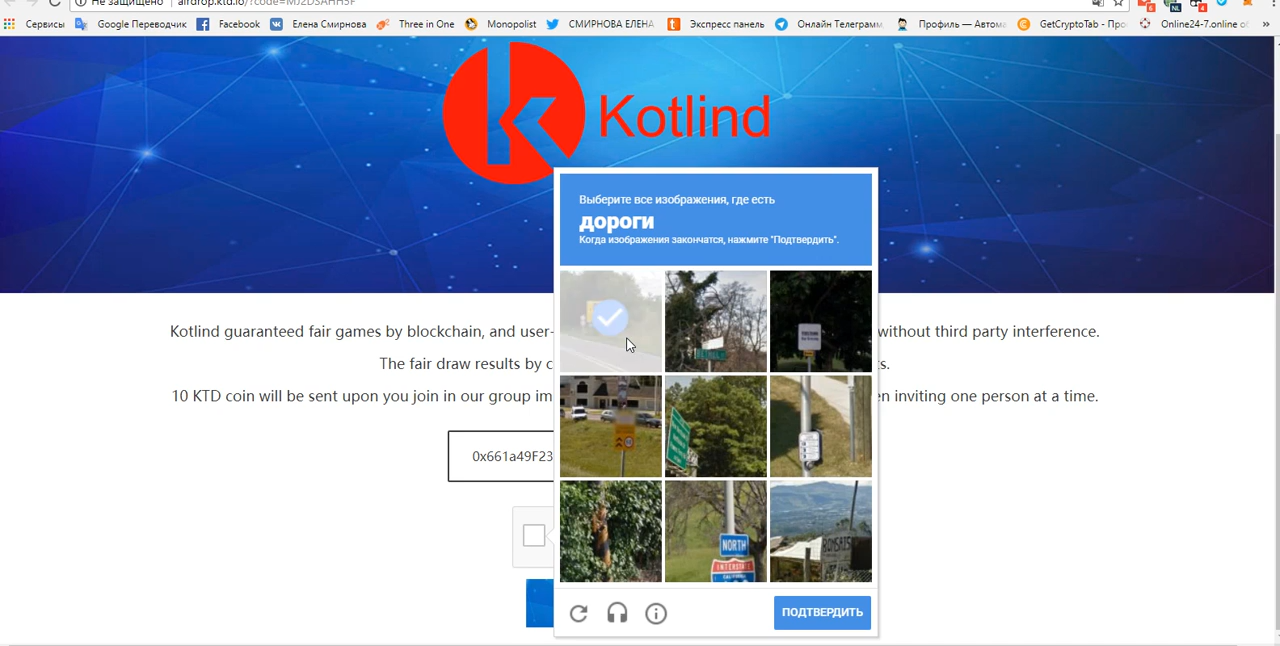 Не защищено airdrop.ktd.io/?code=
Сервисы Google Переводчик Facebook Елена Смирнова Three in One Monopolist СМИРНОВА ЕЛЕНА Экспресс панель Онлайн Телеграмм Профиль — Автома GetCryptoTab - Про Online24-7.online о »
Kotlind
Выберите все изображения, где есть
дороги
Когда изображения закончатся, нажмите "Подтвердить".
Kotlind guaranteed fair games by blockchain, and user- without third party interference.
The fair draw results by c s.
10 KTD coin will be sent upon you join in our group im en inviting one person at a time.
0x661a49F23
NORTH
INTERSTATE
CALIFORNIA
ПОДТВЕРДИТЬ